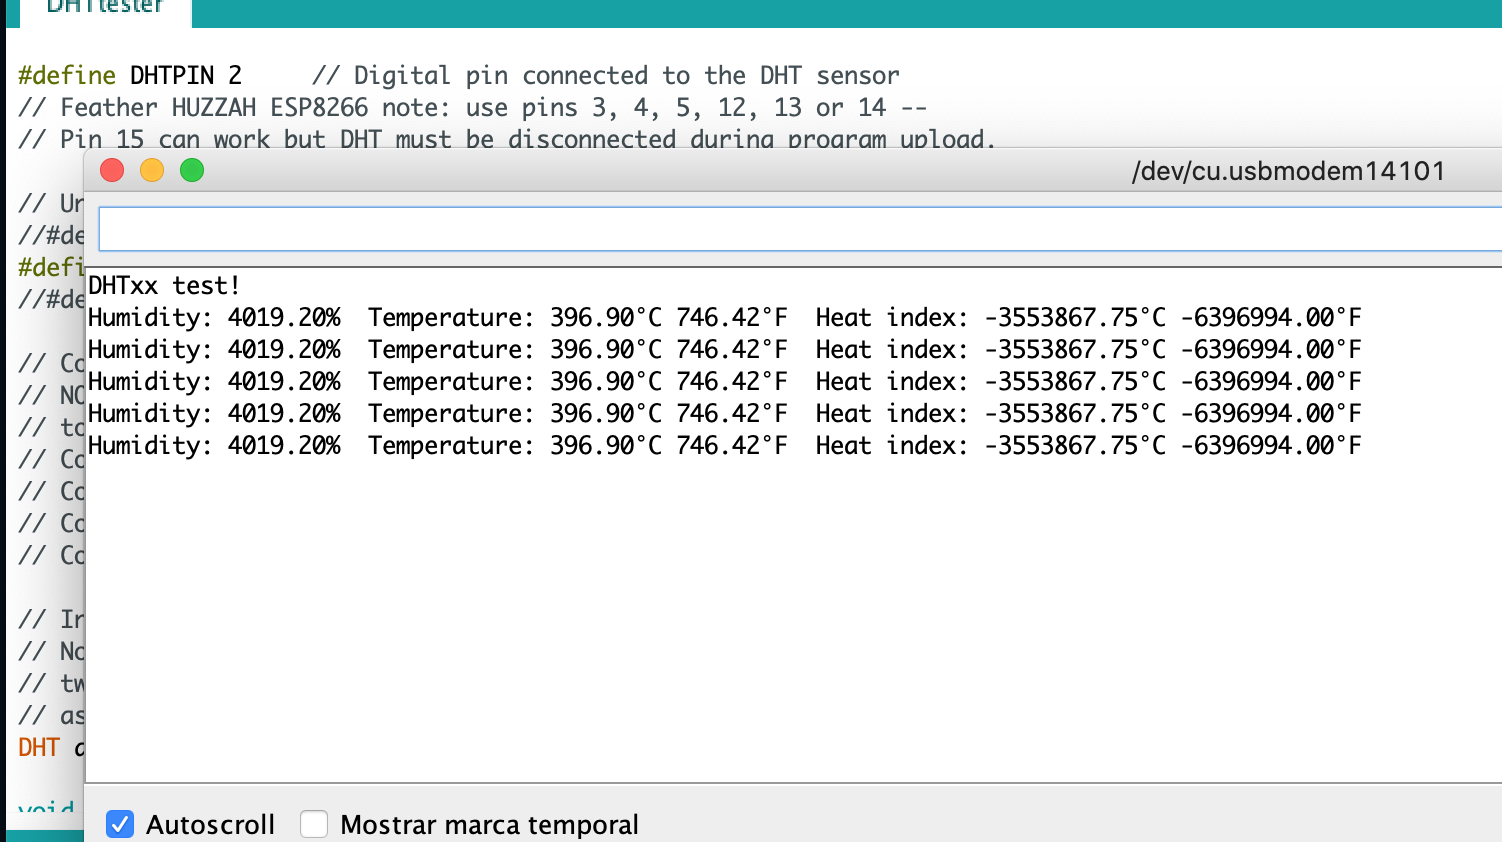 DHTtester
#define DHTPIN 2     // Digital pin connected to the DHT sensor
// Feather HUZZAH ESP8266 note: use pins 3, 4, 5, 12, 13 or 14 --
// Pin 15 can work but DHT must be disconnected during program upload.
/dev/cu.usbmodem14101
// Un
//#de
#defi
//#de
DHTxx test!
Humidity: 4019.20%  Temperature: 396.90°C 746.42°F  Heat index: -3553867.75°C -6396994.00°F
Humidity: 4019.20%  Temperature: 396.90°C 746.42°F  Heat index: -3553867.75°C -6396994.00°F
Humidity: 4019.20%  Temperature: 396.90°C 746.42°F  Heat index: -3553867.75°C -6396994.00°F
Humidity: 4019.20%  Temperature: 396.90°C 746.42°F  Heat index: -3553867.75°C -6396994.00°F
Humidity: 4019.20%  Temperature: 396.90°C 746.42°F  Heat index: -3553867.75°C -6396994.00°F
// Co
// NO
// to
// Co
// Co
// Co
// Co
// In
// No
// tw
// as
DHT
void
Autoscroll
Mostrar marca temporal